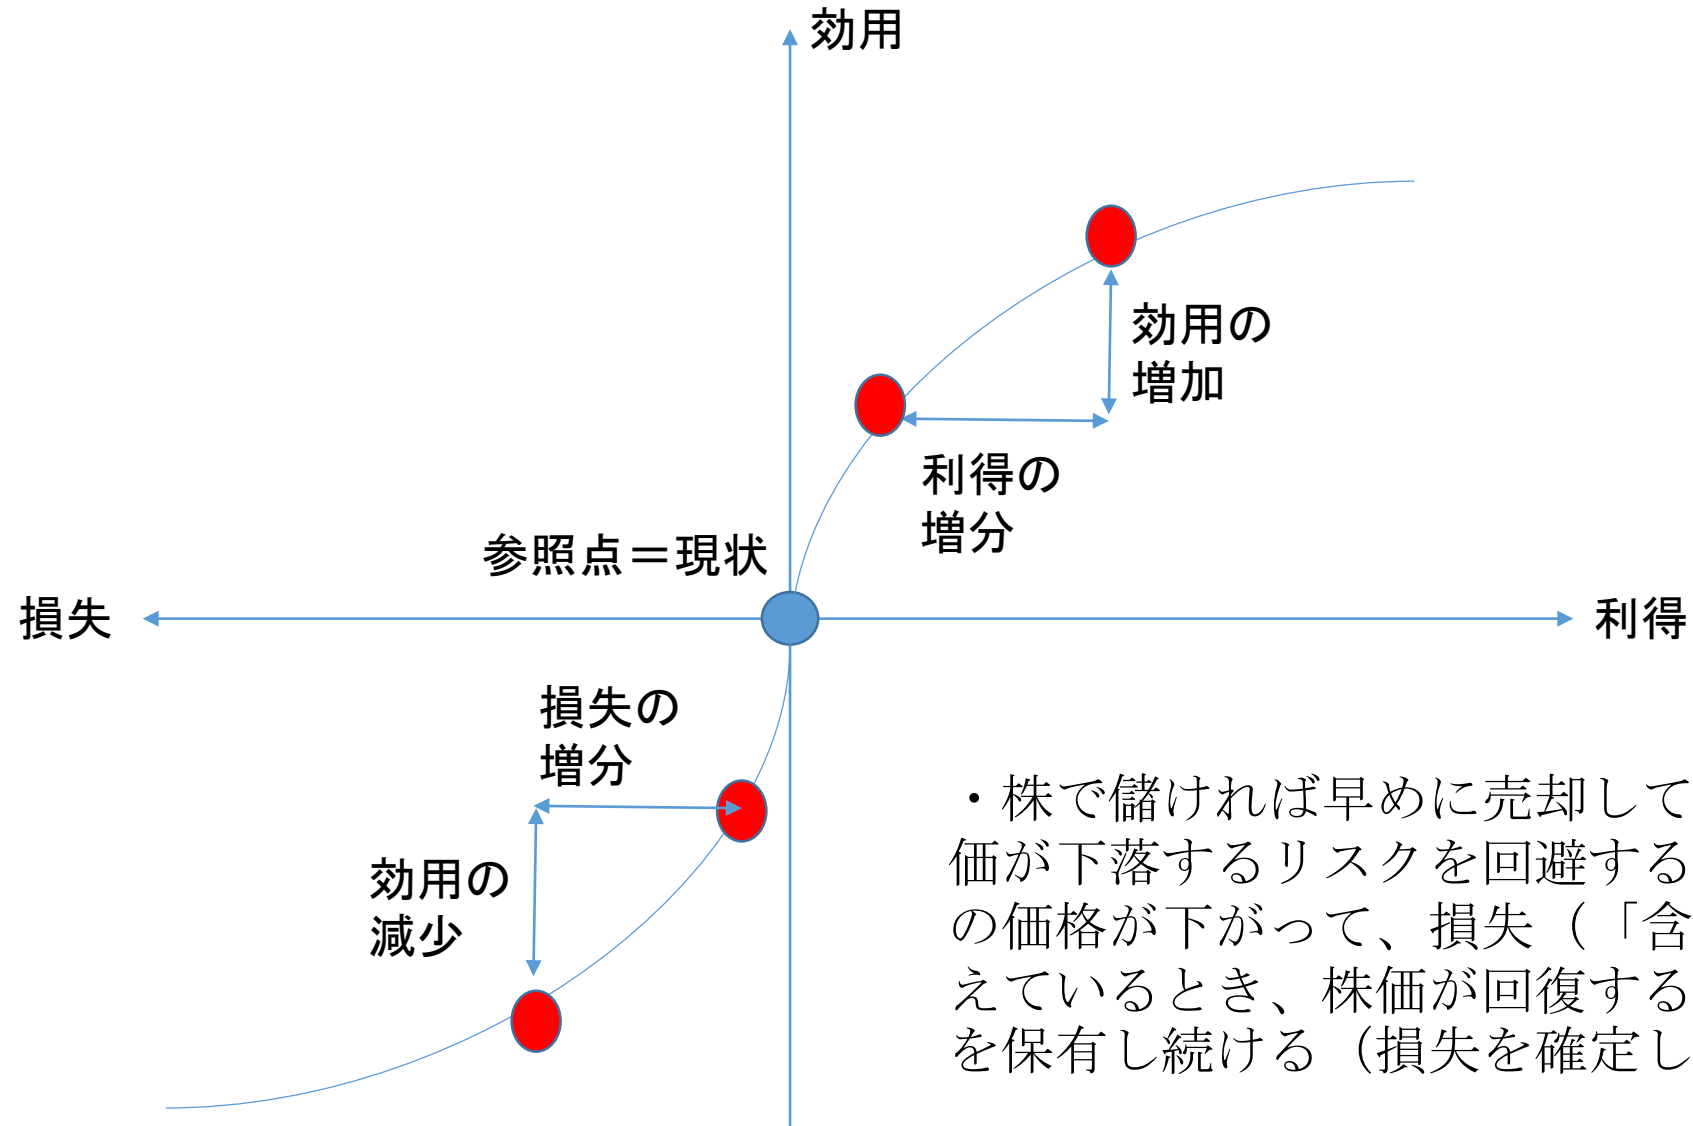 効用
効用の
増加
利得の
増分
参照点＝現状
損失
利得
損失の
増分
効用の
減少
・株で儲ければ早めに売却して
価が下落するリスクを回避する
の価格が下がって、損失（「含
えているとき、株価が回復する
を保有し続ける（損失を確定し